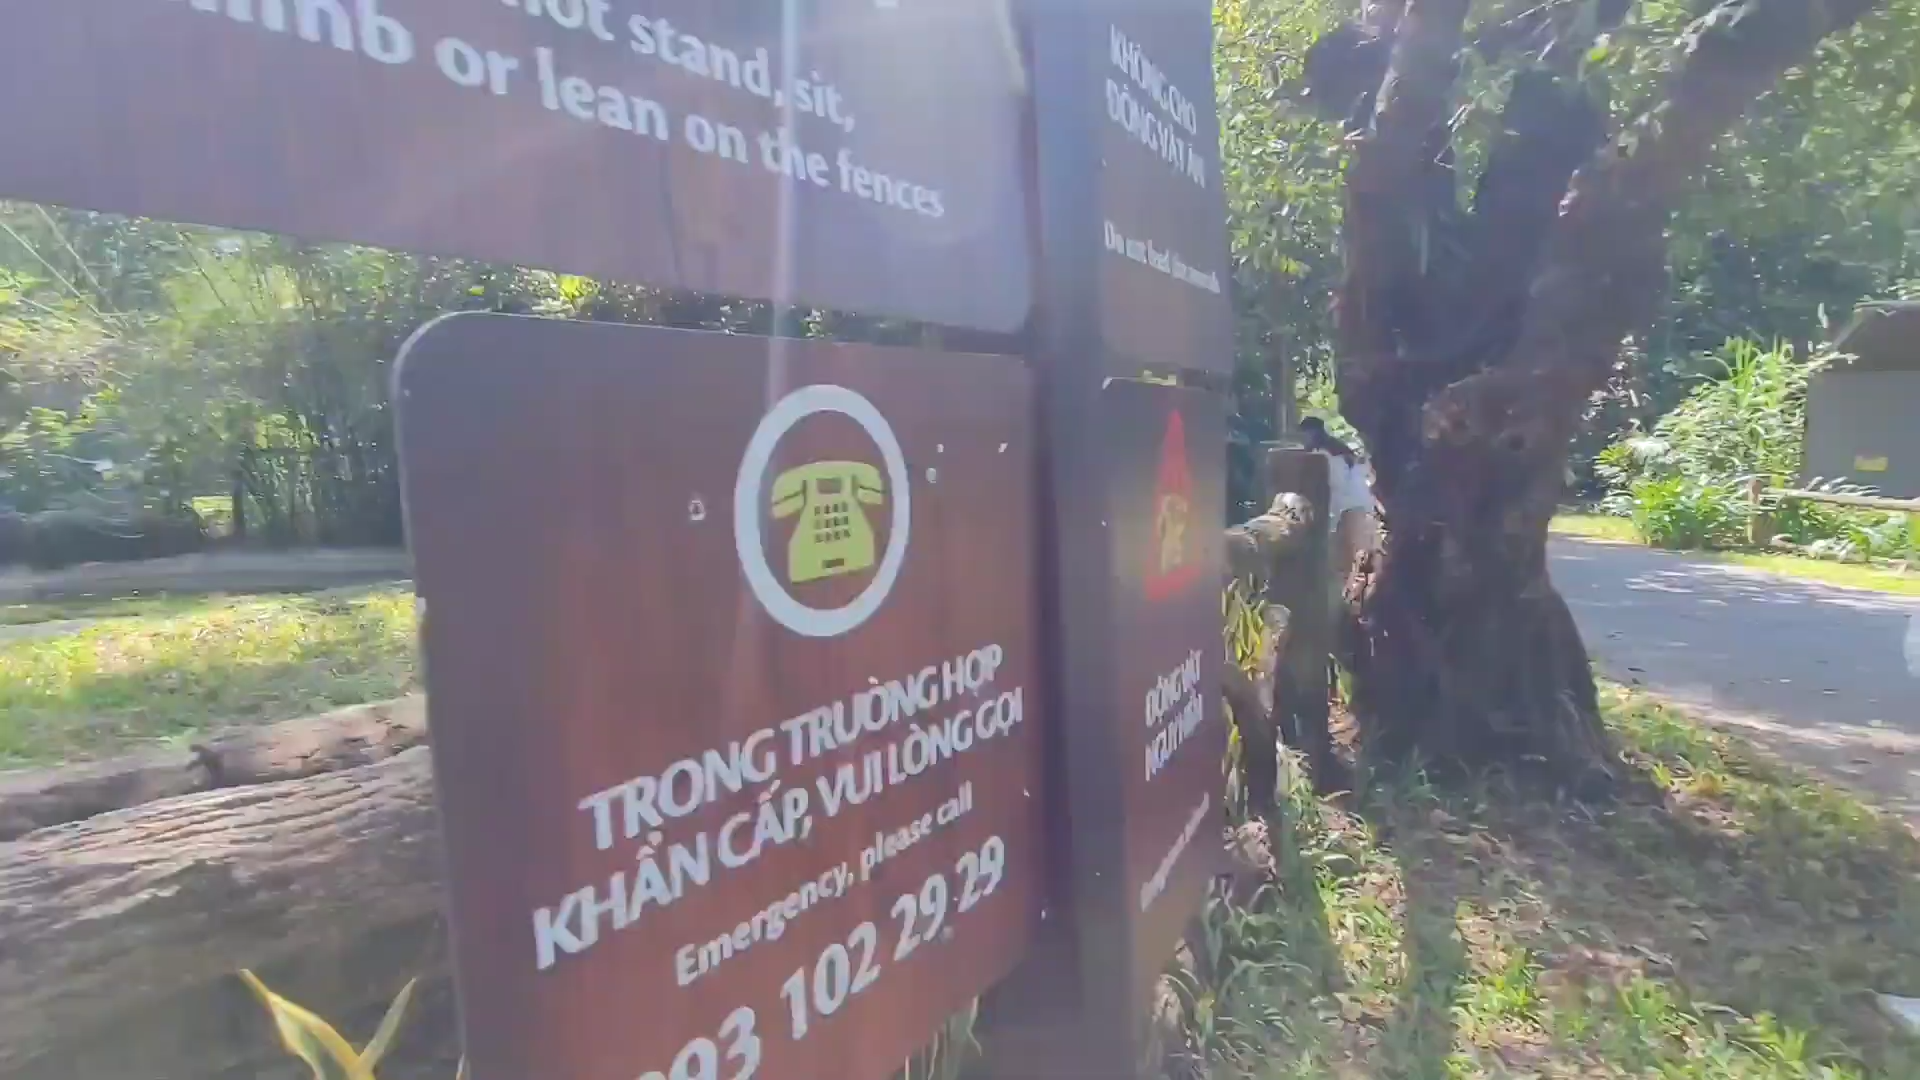 not stand, sit,
or lean on the fences
TRONG TRƯỜNG HỢP
KHẨN CẤP, VUI LÒNG GỌI
Emergency, please call
093 102 29 29
KHÔNG CHO
ĐỘNG VẬT ĂN
Do not feed the animals
ĐỘNG VẬT
NGUY HIỂM